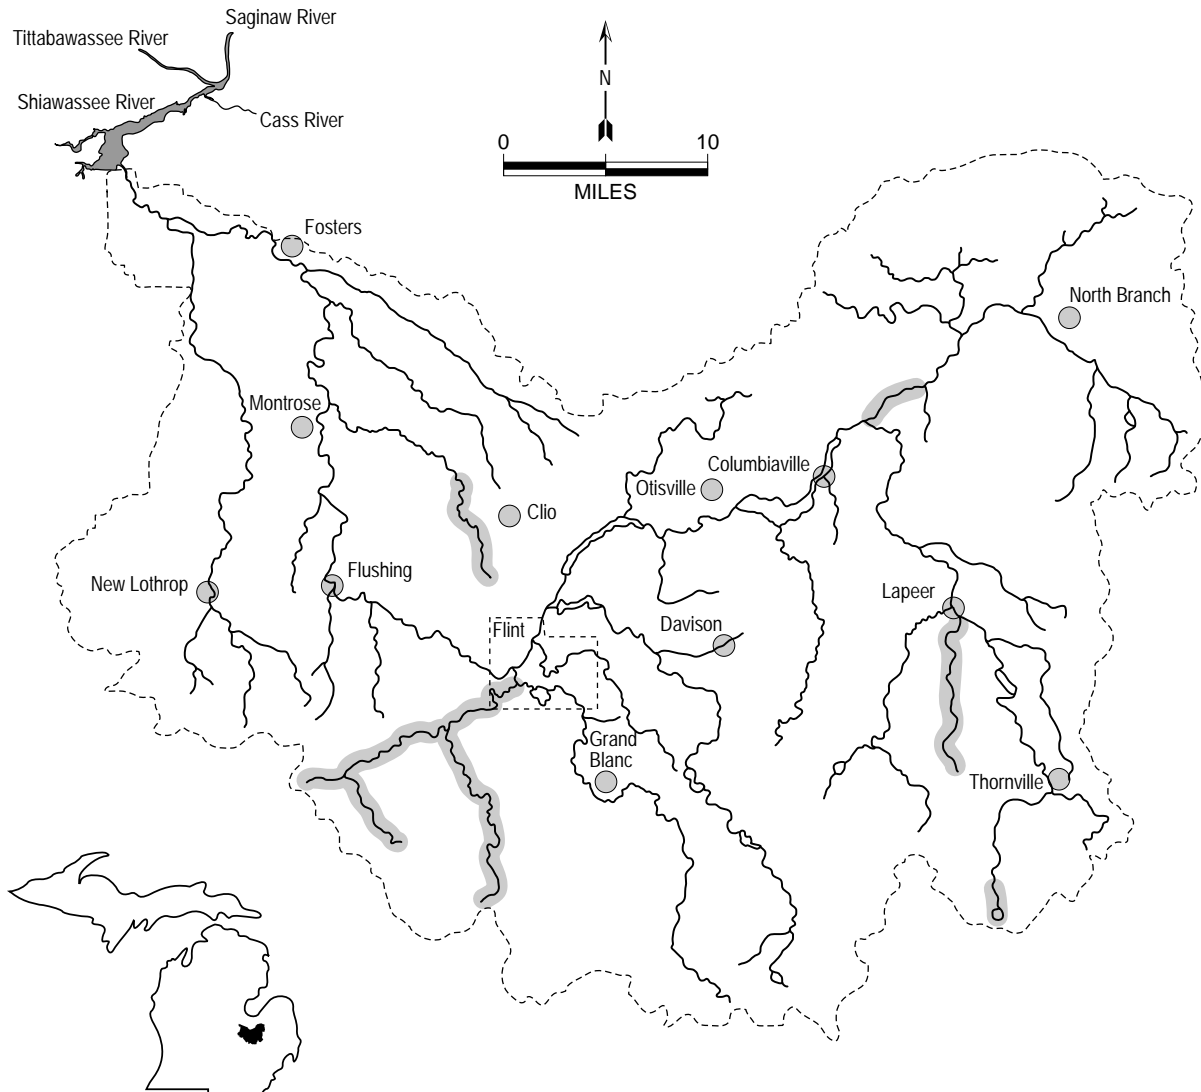 Saginaw River
Tittabawassee River
Shiawassee River
Cass River
N
0 10
MILES
Fosters
North Branch
Montrose
Columbiaville
Otisville
Clio
New Lothrop
Flushing
Lapeer
Flint
Davison
Grand
Blanc
Thornville